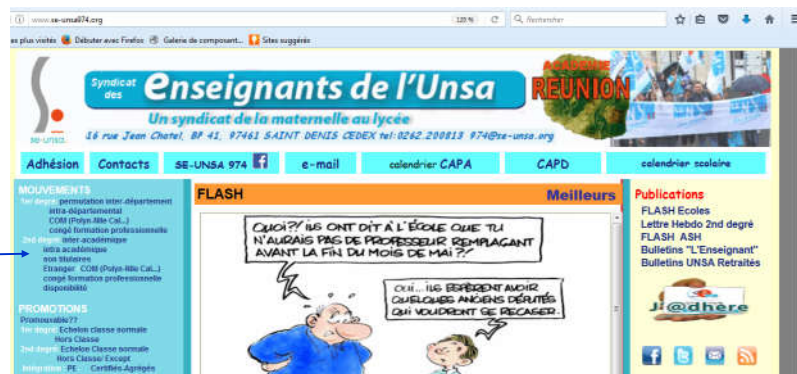 www.se-unsa974.org
120 %
Rechercher
es plus visités Débuter avec Firefox Galerie de composant... Sites suggérés
Syndicat des enseignants de l'Unsa
ACADEMIE
REUNION
Un syndicat de la maternelle au lycée
16 rue Jean Chatel, BP 41, 97461 SAINT DENIS CEDEX tel:0262.200813 974@se-unsa.org
se-unsa
Adhésion Contacts SE-UNSA 974 e-mail calendrier CAPA CAPD calendrier scolaire
MOUVEMENTS
1er degré permutation inter-département
intra-départemental
COM (Polyn-Nlle Cal...)
congé formation professionnelle
2nd degré inter-académique
intra académique
non titulaires
Etranger COM (Polyn-Nlle Cal...)
congé formation professionnelle
disponibilité
PROMOTIONS
Promouvable??
1er degré Echelon classe normale
Hors Classe
2nd degré Echelon Classe normale
Hors Classe/ Except
Intégration PE Certifiés-Agrégés
FLASH Meilleurs
QUOI?! ILS ONT DIT À L'ÉCOLE QUE TU
N'AURAIS PAS DE PROFESSEUR REMPLAÇANT
AVANT LA FIN DU MOIS DE MAI ?!
OUI... ILS ESPÈRENT AVOIR
QUELQUES ANCIENS DÉPUTÉS
QUI VOUDRONT SE RECASER.
Publications
FLASH Ecoles
Lettre Hebdo 2nd degré
FLASH ASH
Bulletins "L'Enseignant"
Bulletins UNSA Retraités
J'@dhère